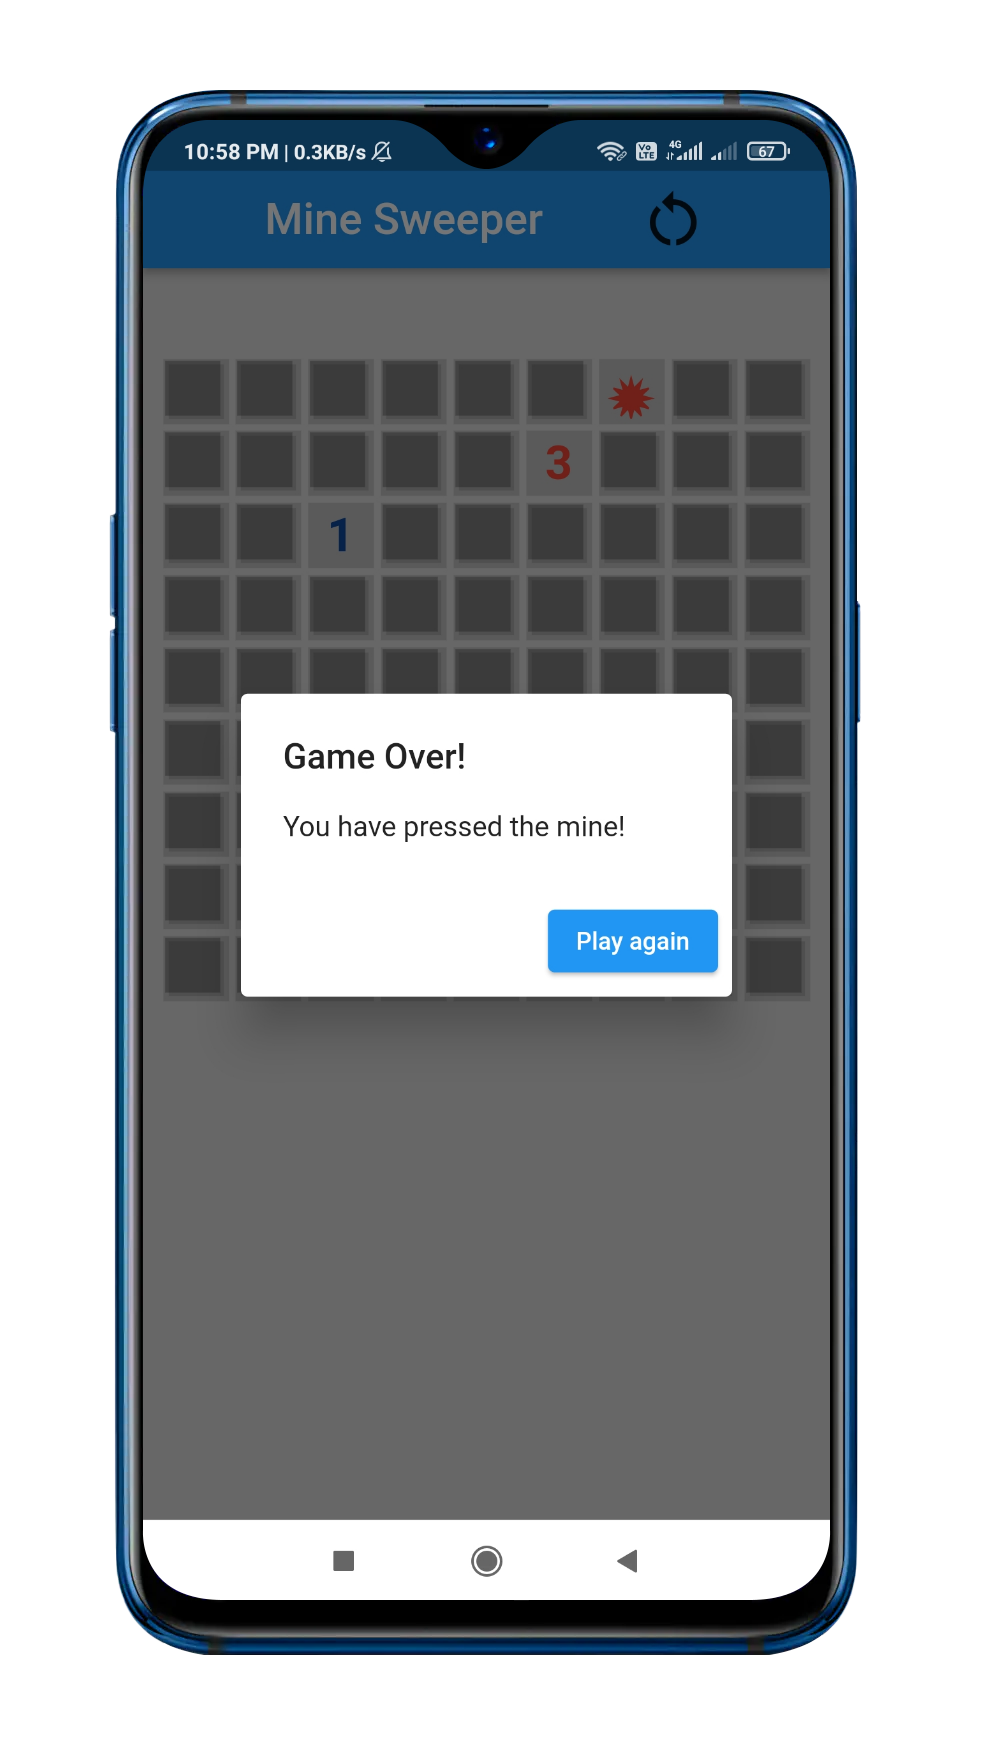 10:58 PM | 0.3KB/s Vo LTE 4G 67
Mine Sweeper
3
1
Game Over!
You have pressed the mine!
Play again